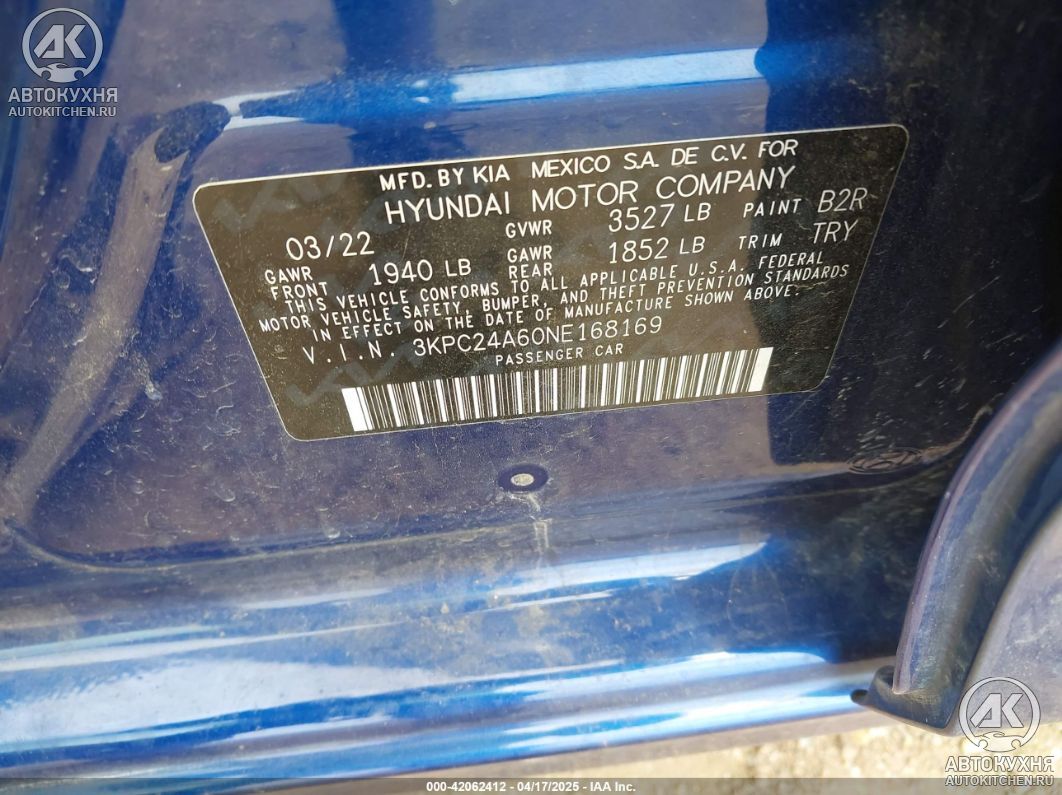 AK
АВТОКУХНЯ
AUTOKITCHEN.RU
MFD. BY KIA MEXICO S.A. DE C.V. FOR
HYUNDAI MOTOR COMPANY
03/22 GVWR 3527 LB PAINT B2R
GAWR FRONT 1940 LB GAWR REAR 1852 LB TRIM TRY
THIS VEHICLE CONFORMS TO ALL APPLICABLE U.S.A. FEDERAL
MOTOR VEHICLE SAFETY, BUMPER, AND THEFT PREVENTION STANDARDS
IN EFFECT ON THE DATE OF MANUFACTURE SHOWN ABOVE.
V.I.N. 3KPC24A60NE168169
PASSENGER CAR
AK
АВТОКУХНЯ
AUTOKITCHEN.RU
000-42062412 - 04/17/2025 - IAA Inc.